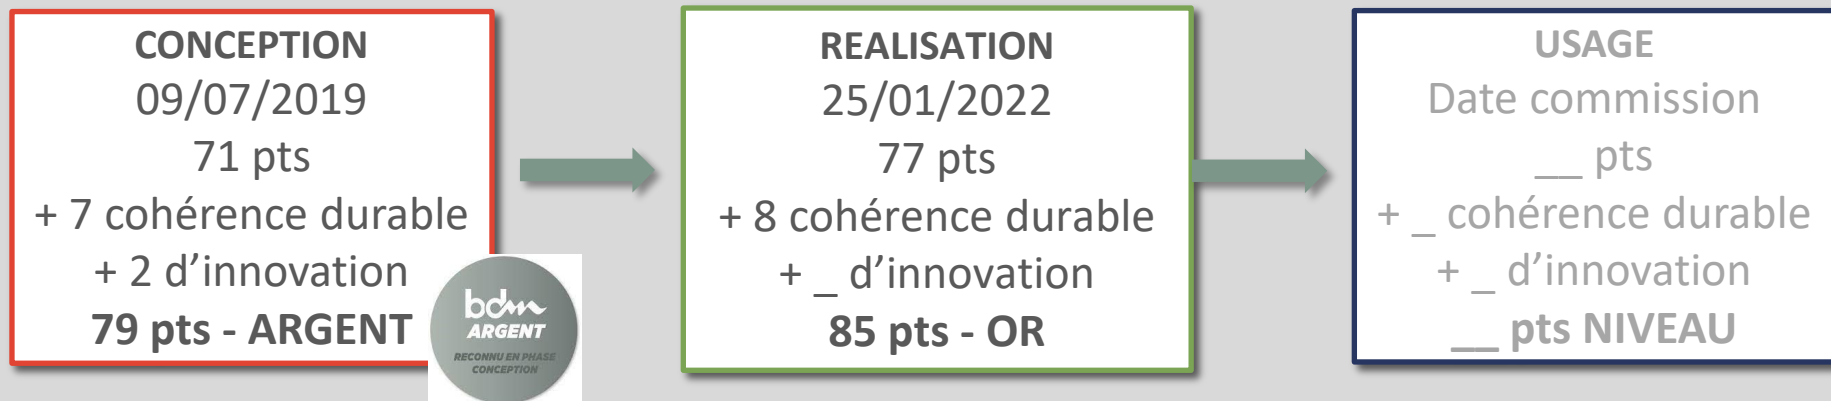 CONCEPTION
09/07/2019
71 pts
+ 7 cohérence durable
+ 2 d’innovation
79 pts - ARGENT
bdm
ARGENT
RECONNU EN PHASE
CONCEPTION
REALISATION
25/01/2022
77 pts
+ 8 cohérence durable
+ _ d’innovation
85 pts - OR
USAGE
Date commission
__ pts
+ _ cohérence durable
+ _ d’innovation
__ pts NIVEAU